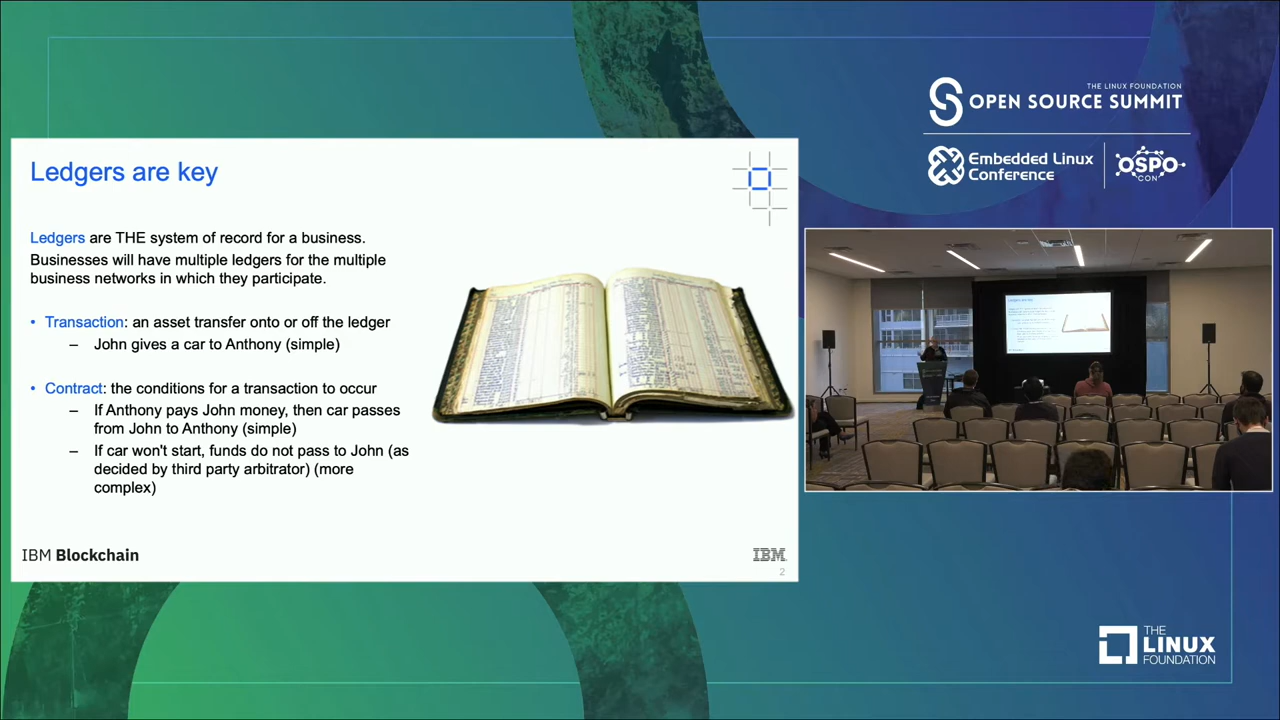 THE LINUX FOUNDATION
OPEN SOURCE SUMMIT
Embedded Linux
Conference
OSPO
CON
Ledgers are key
Ledgers are THE system of record for a business.
Businesses will have multiple ledgers for the multiple
business networks in which they participate.
• Transaction: an asset transfer onto or off the ledger
– John gives a car to Anthony (simple)
• Contract: the conditions for a transaction to occur
– If Anthony pays John money, then car passes
from John to Anthony (simple)
– If car won't start, funds do not pass to John (as
decided by third party arbitrator) (more
complex)
IBM Blockchain
IBM
2
Ledgers are key
THE
LINUX
FOUNDATION